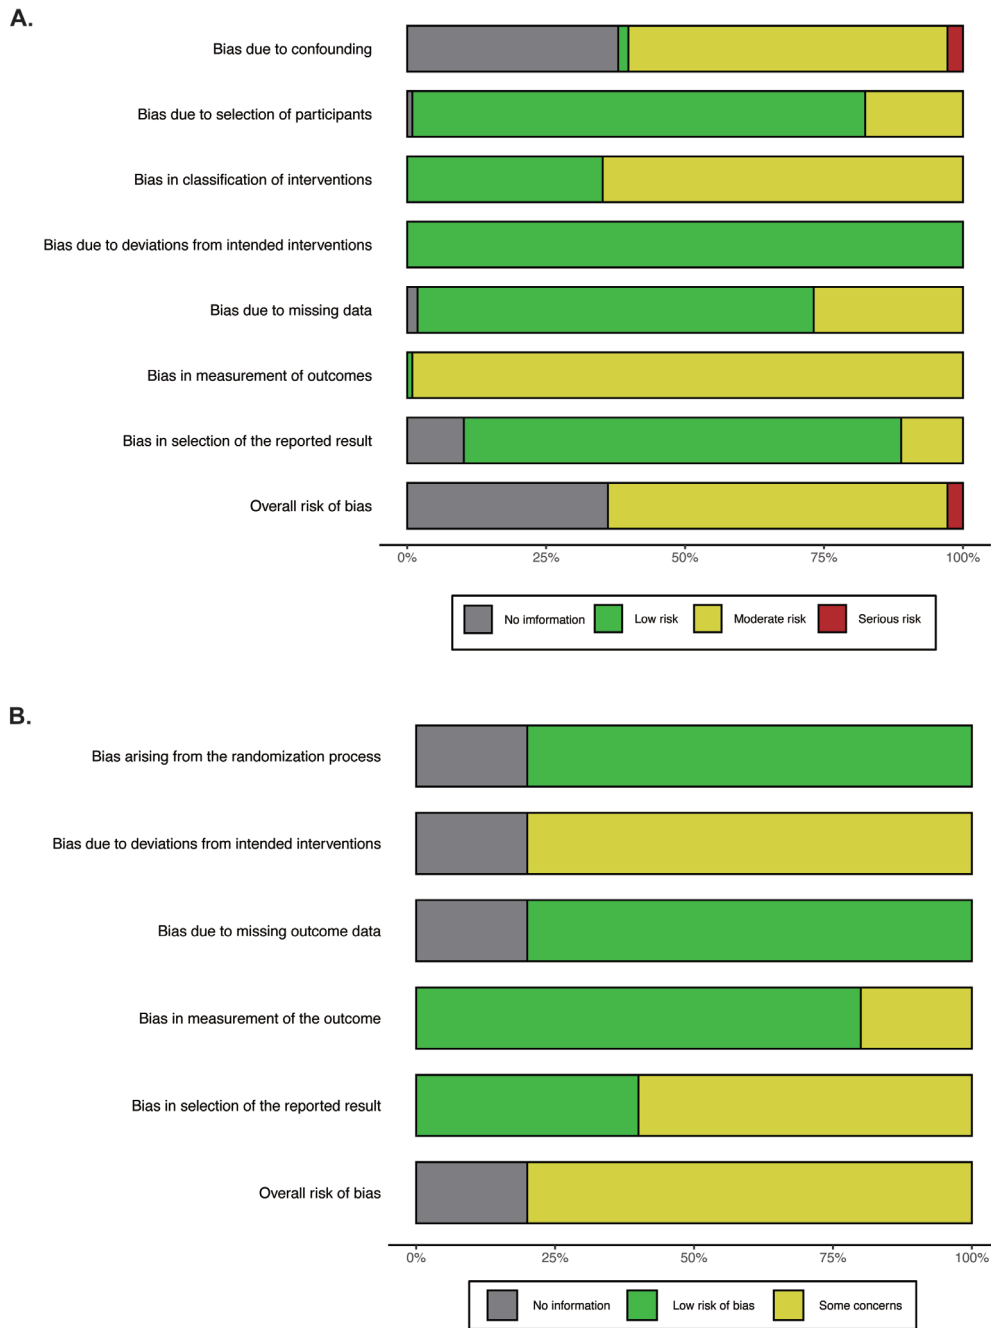 A.
Bias due to confounding
Bias due to selection of participants
Bias in classification of interventions
Bias due to deviations from intended interventions
Bias due to missing data
Bias in measurement of outcomes
Bias in selection of the reported result
Overall risk of bias
0% 25% 50% 75% 100%
No imformation Low risk Moderate risk Serious risk
B.
Bias arising from the randomization process
Bias due to deviations from intended interventions
Bias due to missing outcome data
Bias in measurement of the outcome
Bias in selection of the reported result
Overall risk of bias
0% 25% 50% 75% 100%
No information Low risk of bias Some concerns